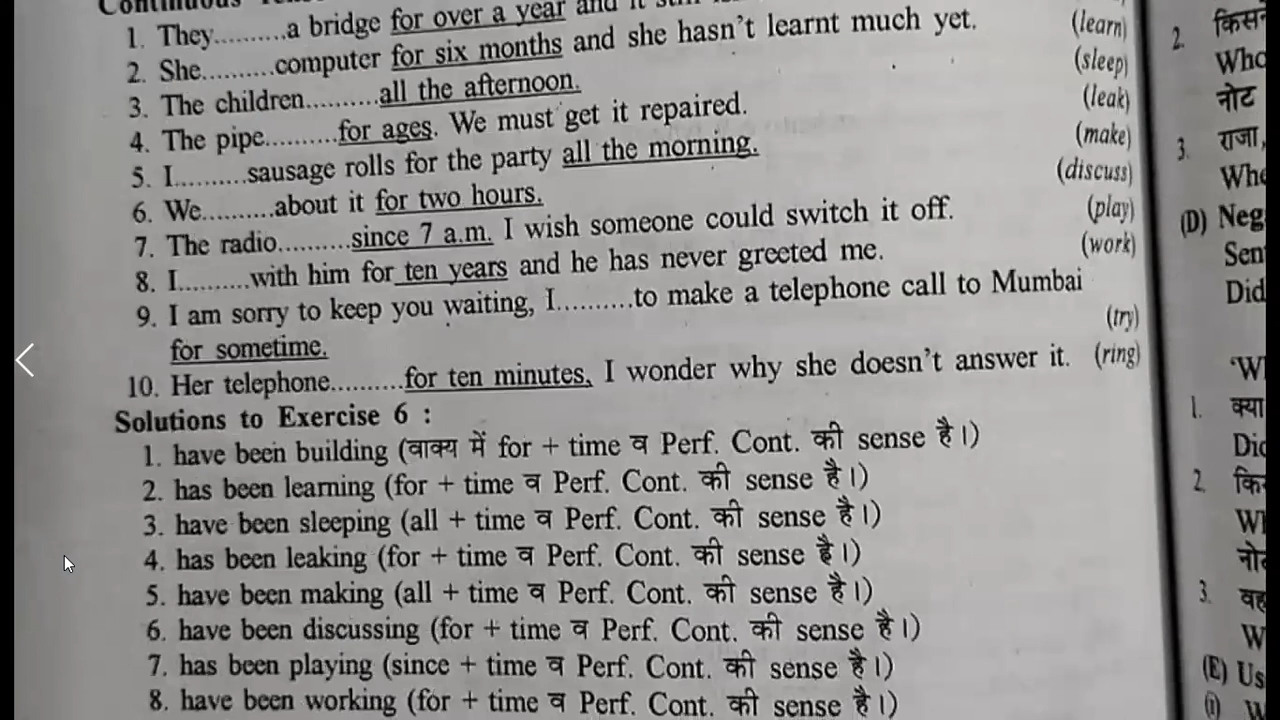 Continuous
1. They..........a bridge for over a year and it
2. She..........computer for six months and she hasn't learnt much yet. (learn)
3. The children..........all the afternoon. (sleep)
4. The pipe..........for ages. We must get it repaired. (leak)
5. I..........sausage rolls for the party all the morning. (make)
6. We..........about it for two hours. (discuss)
7. The radio..........since 7 a.m. I wish someone could switch it off. (play)
8. I..........with him for ten years and he has never greeted me. (work)
9. I am sorry to keep you waiting, I..........to make a telephone call to Mumbai
for sometime. (try)
10. Her telephone..........for ten minutes, I wonder why she doesn't answer it. (ring)
Solutions to Exercise 6 :
1. have been building (वाक्य में for + time व Perf. Cont. की sense है।)
2. has been learning (for + time व Perf. Cont. की sense है।)
3. have been sleeping (all + time व Perf. Cont. की sense है।)
4. has been leaking (for + time व Perf. Cont. की sense है।)
5. have been making (all + time व Perf. Cont. की sense है।)
6. have been discussing (for + time व Perf. Cont. की sense है।)
7. has been playing (since + time व Perf. Cont. की sense है।)
8. have been working (for + time व Perf. Cont. की sense है।)
2.
नोट
3. राजा,
(D)
Did
1. क्या
2.
3. वह
(E)
(i)